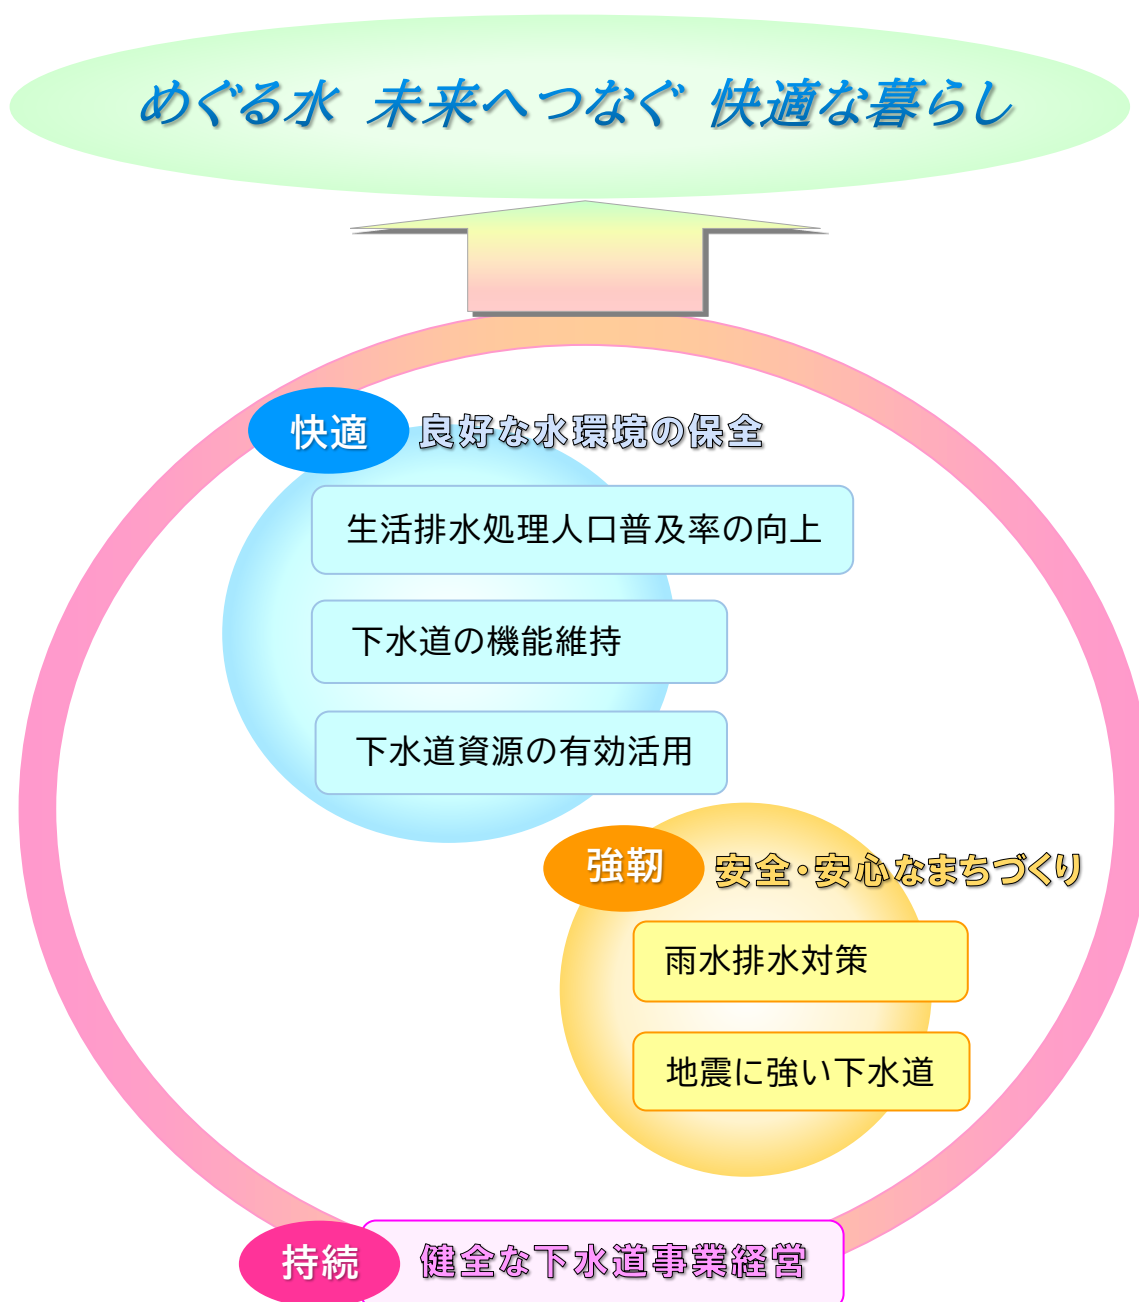 めぐる水 未来へつなぐ 快適な暮らし
快適 良好な水環境の保全
生活排水処理人口普及率の向上
下水道の機能維持
下水道資源の有効活用
強靭 安全・安心なまちづくり
雨水排水対策
地震に強い下水道
持続 健全な下水道事業経営